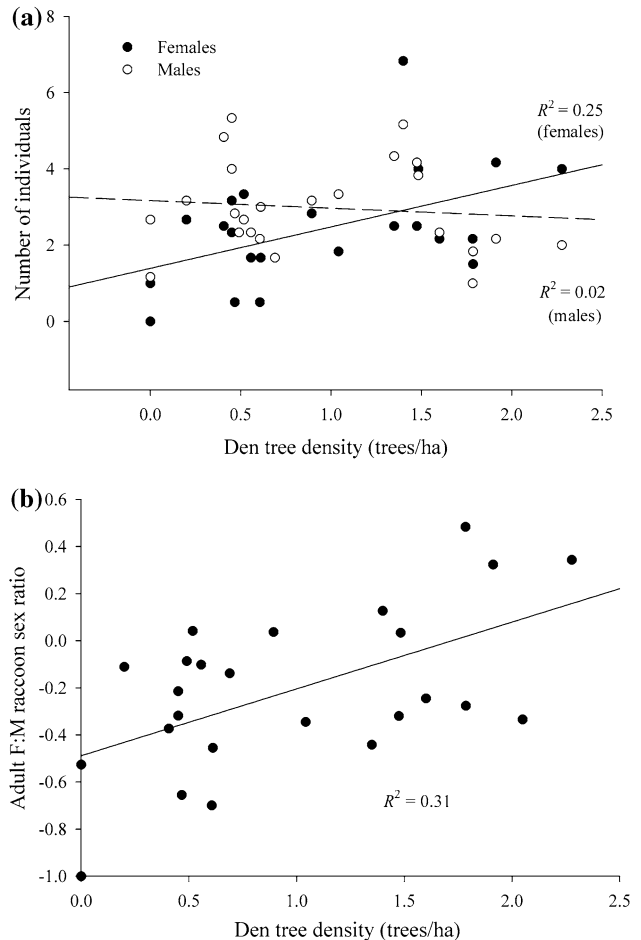 (a)
8
6
4
2
0
Number of individuals
Females
Males
R² = 0.25
(females)
R² = 0.02
(males)
0.0 0.5 1.0 1.5 2.0 2.5
Den tree density (trees/ha)
(b)
0.6
0.4
0.2
0.0
-0.2
-0.4
-0.6
-0.8
-1.0
Adult F:M raccoon sex ratio
R² = 0.31
0.0 0.5 1.0 1.5 2.0 2.5
Den tree density (trees/ha)